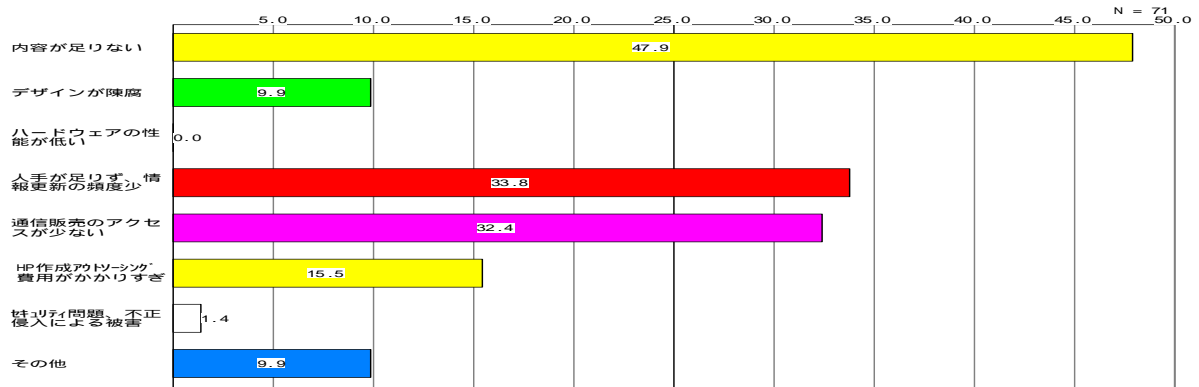 N = 71
5.0 10.0 15.0 20.0 25.0 30.0 35.0 40.0 45.0 50.0
内容が足りない
47.9
デザインが陳腐
9.9
ハードウェアの性
能が低い
0.0
人手が足りず、情
報更新の頻度少
33.8
通信販売のアクセ
スが少ない
32.4
HP作成ｱｳﾄｿｰｼﾝｸﾞ
費用がかかりすぎ
15.5
ｾｷｭﾘﾃｨ問題、不正
侵入による被害
1.4
その他
9.9